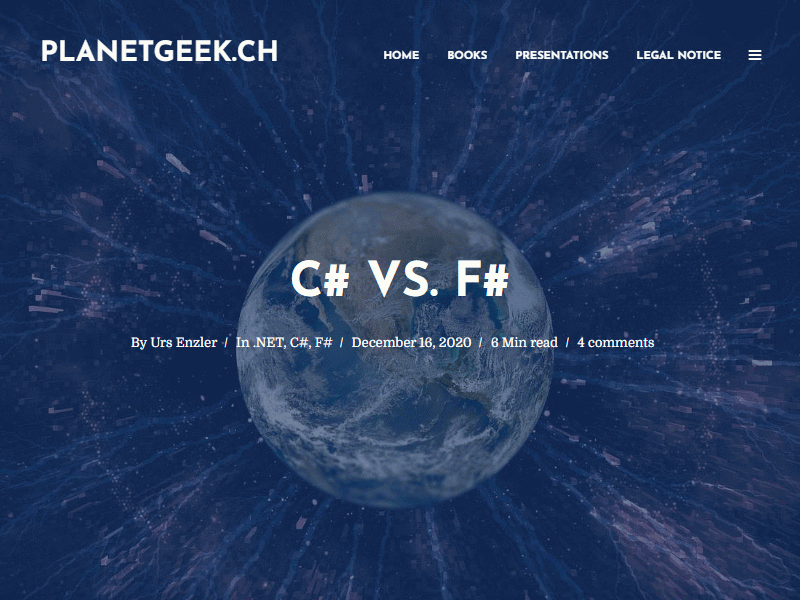 PLANETGEEK.CH
HOME BOOKS PRESENTATIONS LEGAL NOTICE
C# VS. F#
By Urs Enzler / In .NET, C#, F# / December 16, 2020 / 6 Min read / 4 comments